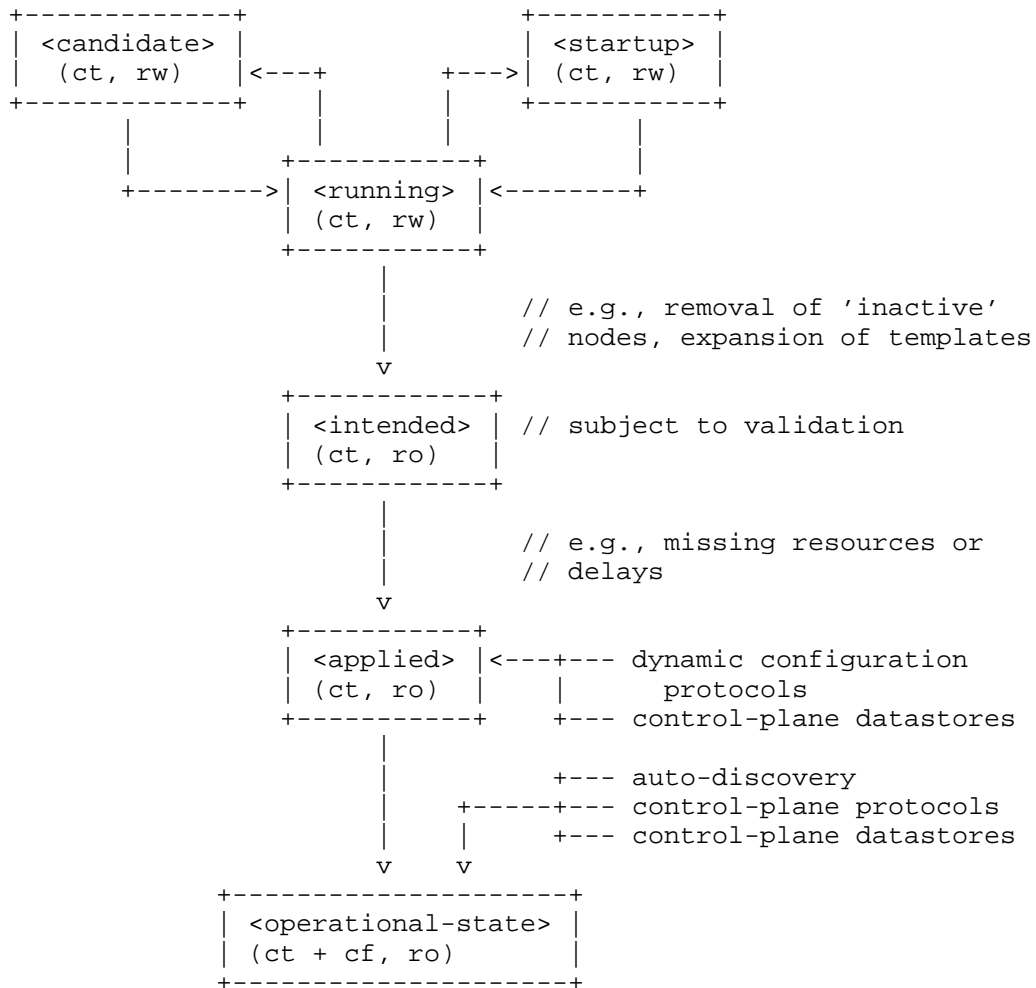 <candidate> <startup>
(ct, rw) (ct, rw)
<running>
(ct, rw)
// e.g., removal of 'inactive'
// nodes, expansion of templates
<intended> // subject to validation
(ct, ro)
// e.g., missing resources or
// delays
<applied> dynamic configuration
(ct, ro) protocols
control-plane datastores
auto-discovery
control-plane protocols
control-plane datastores
<operational-state>
(ct + cf, ro)